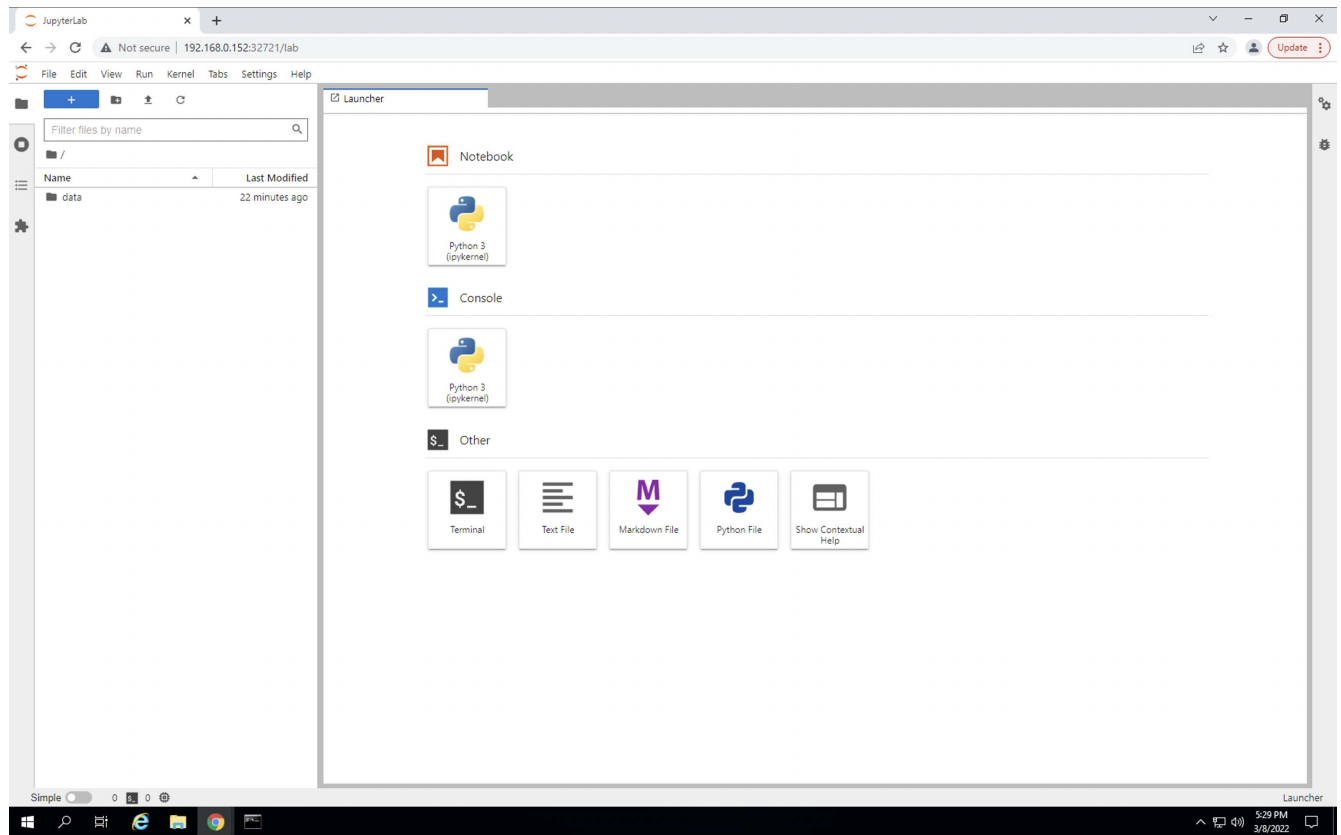 JupyterLab
Not secure | 192.168.0.152:32721/lab
Update
File Edit View Run Kernel Tabs Settings Help
+
Launcher
Filter files by name
/
Name Last Modified
data 22 minutes ago
Notebook
Python 3
(ipykernel)
>_ Console
Python 3
(ipykernel)
$_ Other
$_ M
Terminal Text File Markdown File Python File Show Contextual
Help
Simple 0 $_ 0
Launcher
5:29 PM
3/8/2022